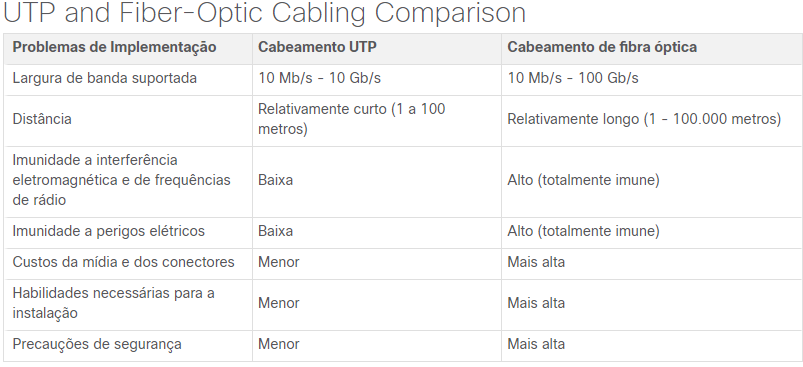 UTP and Fiber-Optic Cabling Comparison
Problemas de Implementação Cabeamento UTP Cabeamento de fibra óptica
Largura de banda suportada 10 Mb/s - 10 Gb/s 10 Mb/s - 100 Gb/s
Distância Relativamente curto (1 a 100
metros) Relativamente longo (1 - 100.000 metros)
Imunidade a interferência
eletromagnética e de frequências
de rádio Baixa Alto (totalmente imune)
Imunidade a perigos elétricos Baixa Alto (totalmente imune)
Custos da mídia e dos conectores Menor Mais alta
Habilidades necessárias para a
instalação Menor Mais alta
Precauções de segurança Menor Mais alta